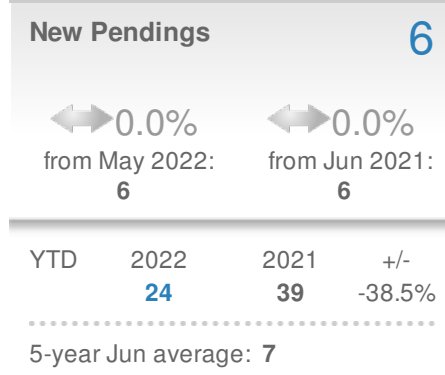 New Pendings 6
0.0% 0.0%
from May 2022: from Jun 2021:
6 6
YTD 2022 2021 +/-
24 39 -38.5%
5-year Jun average: 7